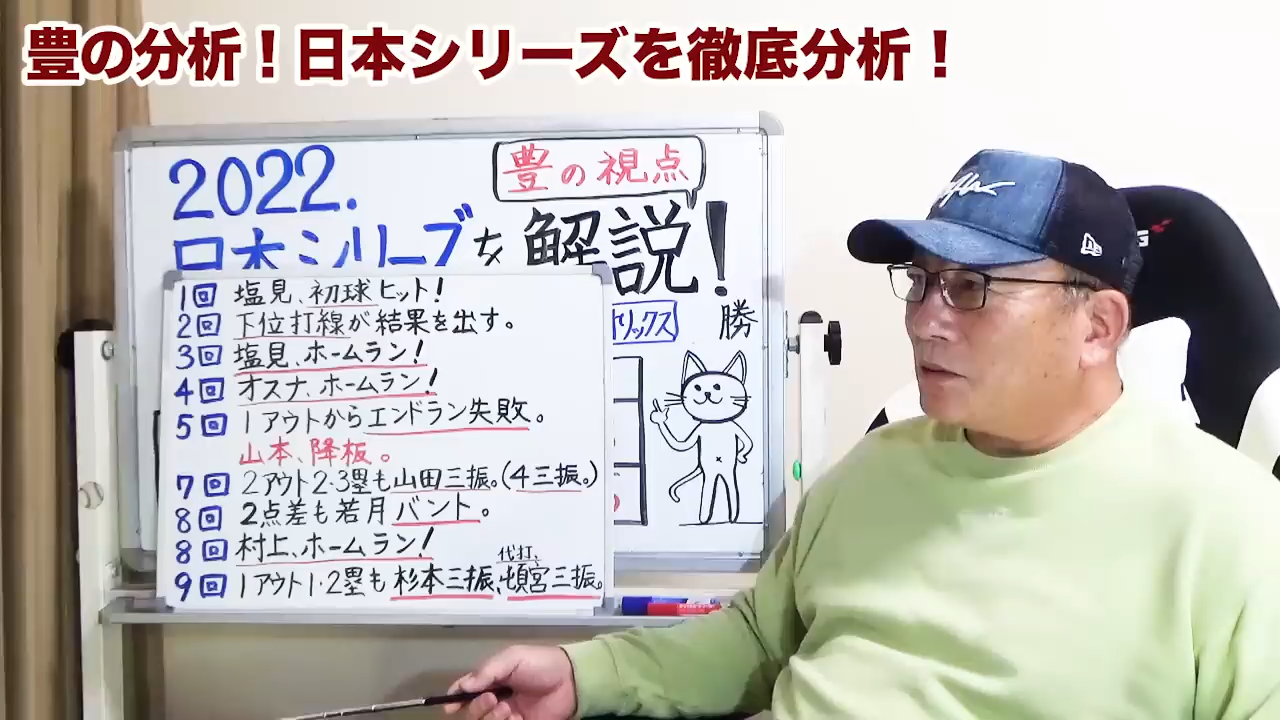 豊の分析！日本シリーズを徹底分析！
豊の視点
2022.
日本シリーズを解説！
リックス
勝
1回 塩見、初球ヒット！
2回 下位打線が結果を出す。
3回 塩見、ホームラン！
4回 オスナ、ホームラン！
5回 1アウトからエンドラン失敗。
山本、降板。
7回 2アウト2・3塁も山田三振。(4三振。)
8回 2点差も若月バント。
8回 村上、ホームラン！
代打、
9回 1アウト1・2塁も杉本三振、頓宮三振。